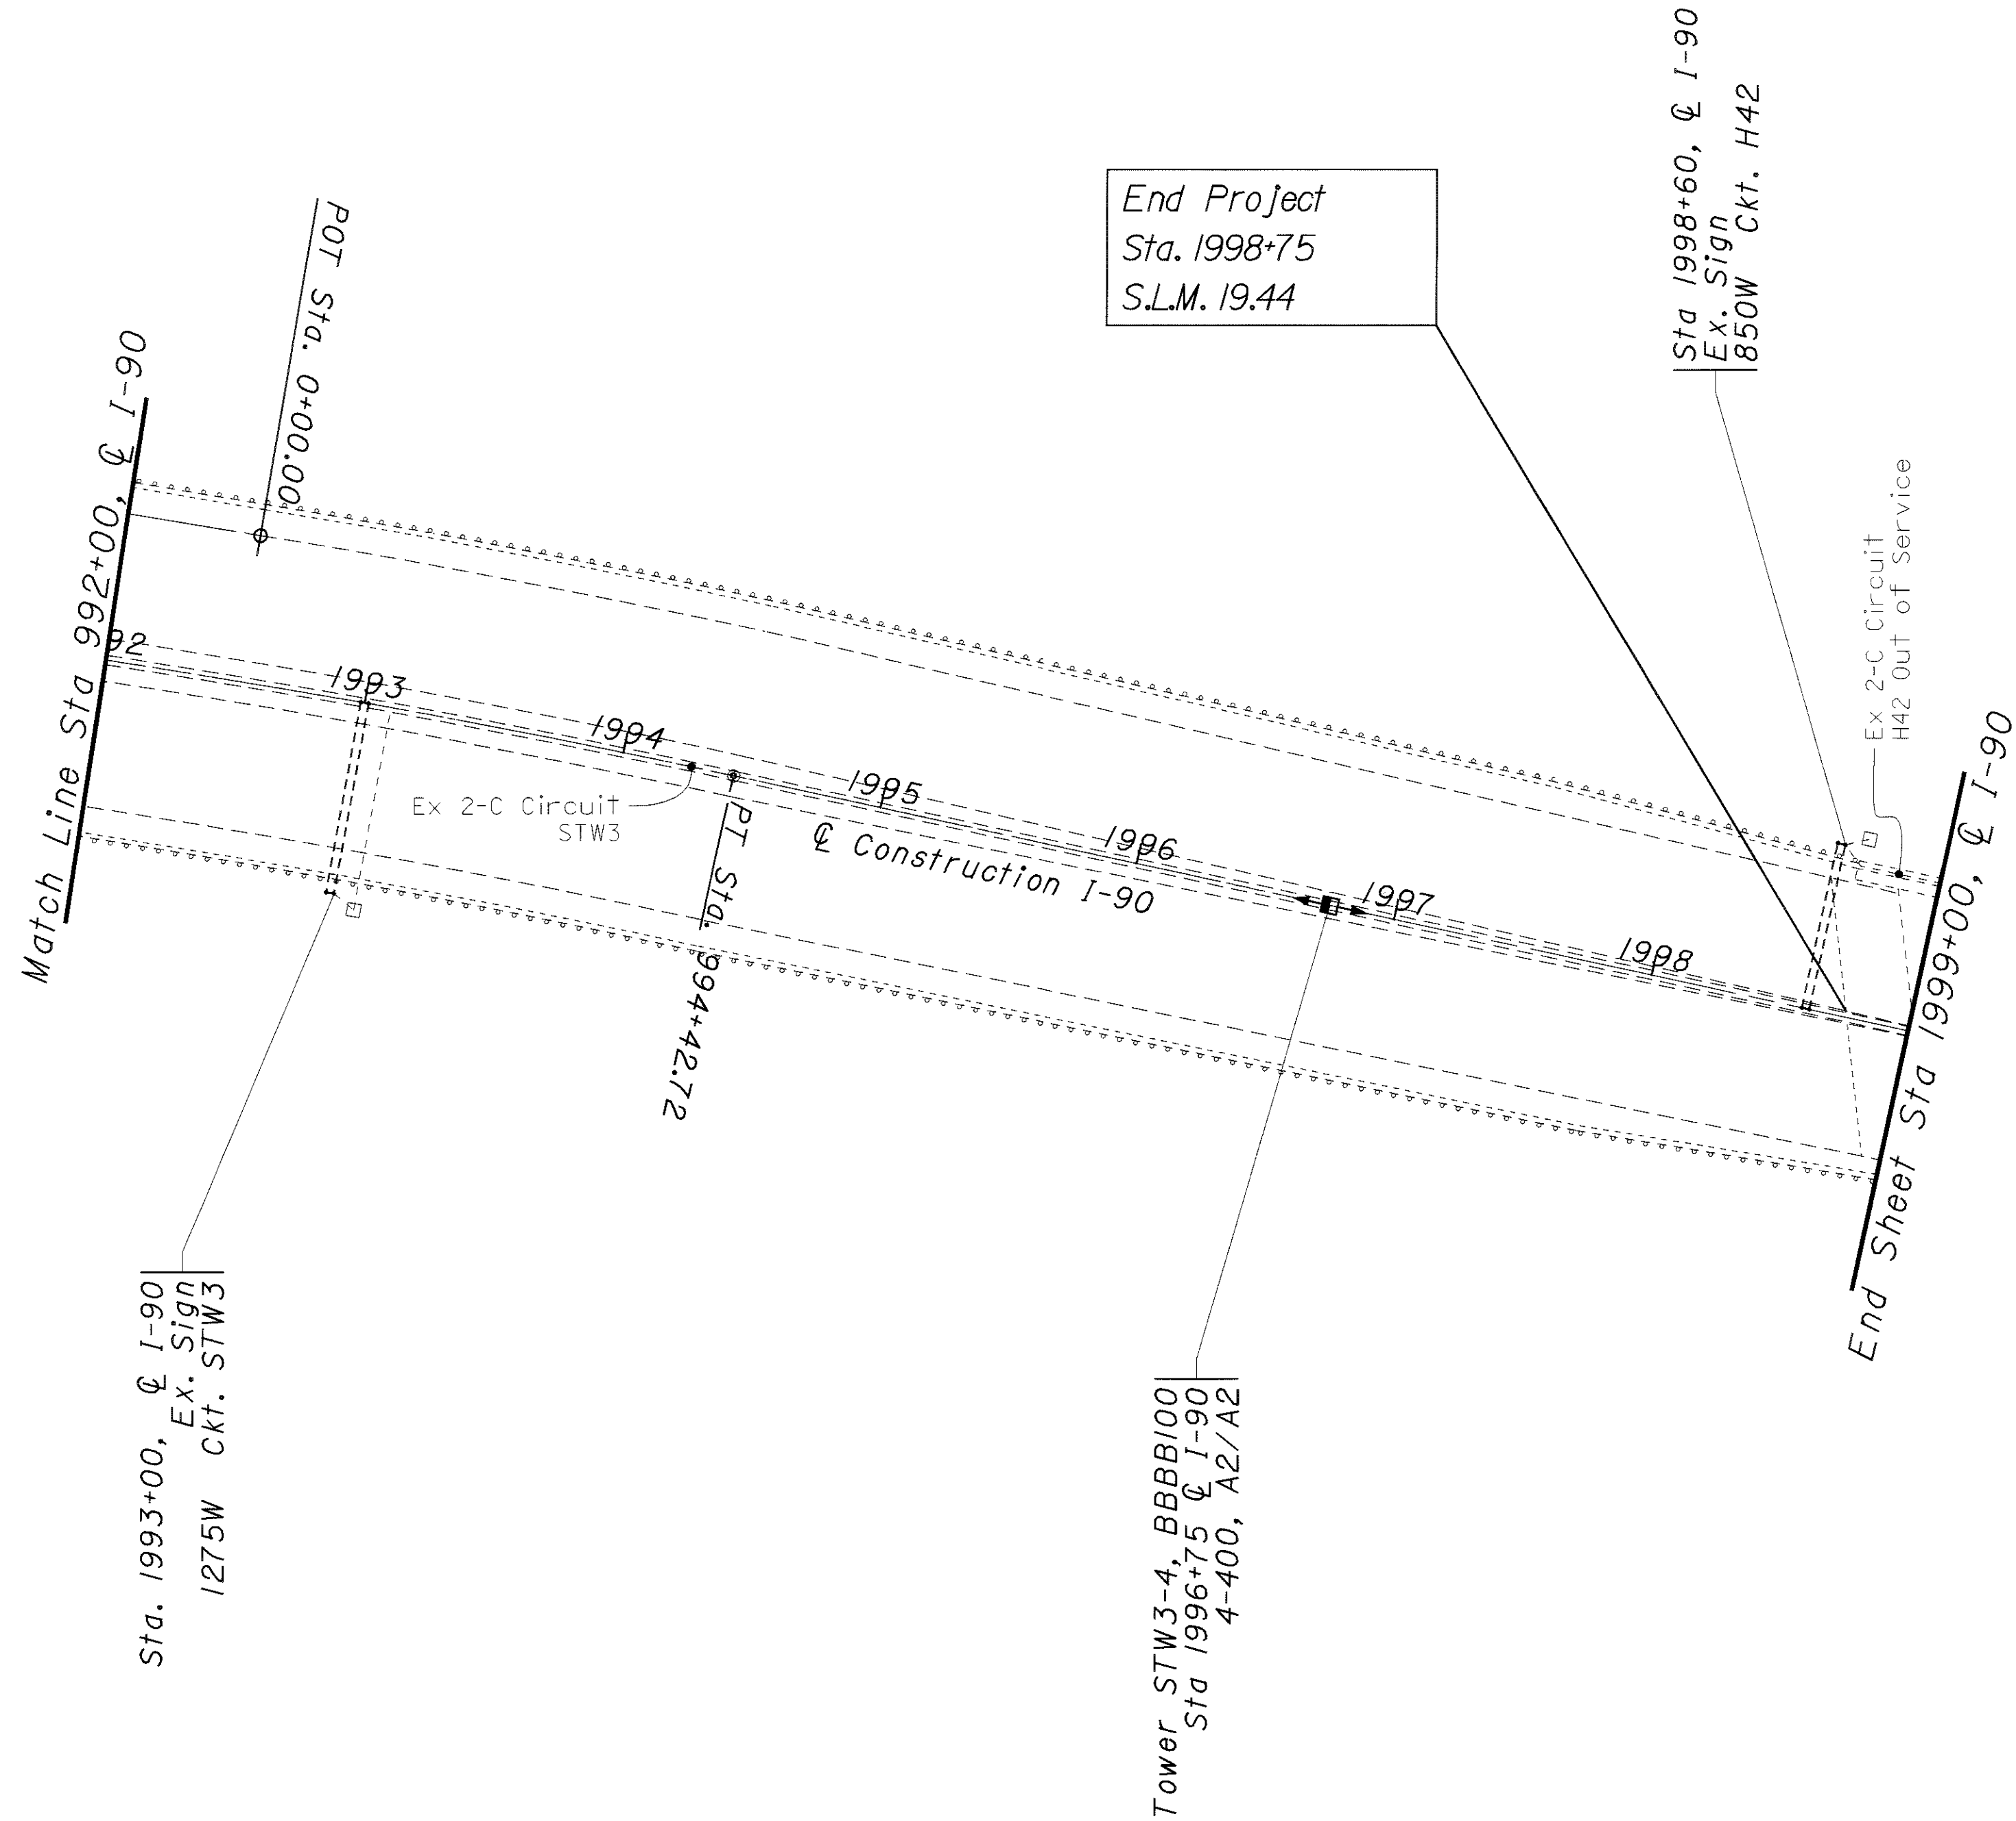 Match Line Sta 992+00, ℄ I-90
POT Sta. 0+00.00
End Project
Sta. 1998+75
S.L.M. 19.44
Sta 1998+60, ℄ I-90
Ex. Sign
850W Ckt. H42
Ex 2-C Circuit
H42 Out of Service
92
1993
1994
1995
1996
1997
1998
Ex 2-C Circuit
STW3
℄ Construction I-90
PT Sta. 994+42.72
End Sheet Sta 1999+00, ℄ I-90
Sta. 1993+00, ℄ I-90
Ex. Sign
1275W Ckt. STW3
Tower STW3-4, BBBB100
Sta 1996+75 ℄ I-90
4-400, A2/A2